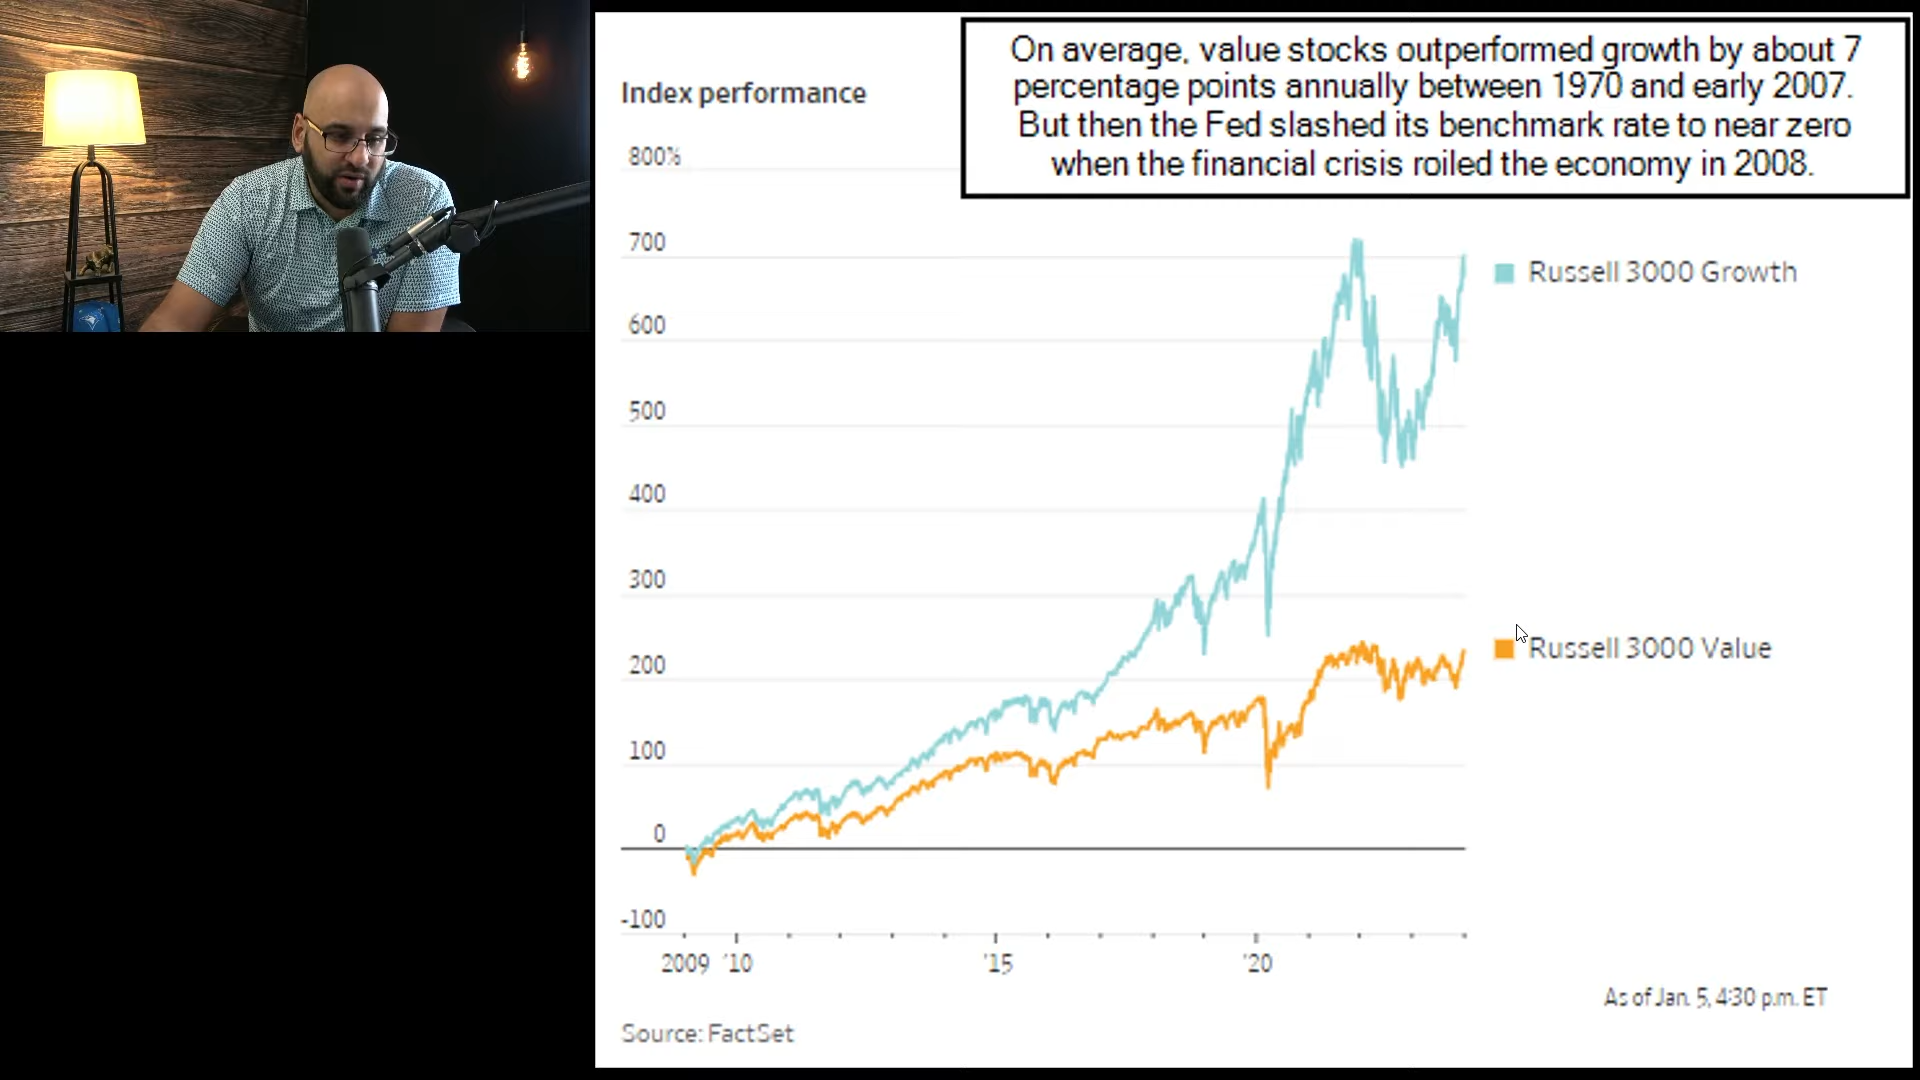 On average, value stocks outperformed growth by about 7
percentage points annually between 1970 and early 2007.
But then the Fed slashed its benchmark rate to near zero
when the financial crisis roiled the economy in 2008.
Index performance
800%
700
600
500
400
300
200
100
0
-100
Russell 3000 Growth
Russell 3000 Value
2009 '10 '15 '20
As of Jan. 5, 4:30 p.m. ET
Source: FactSet